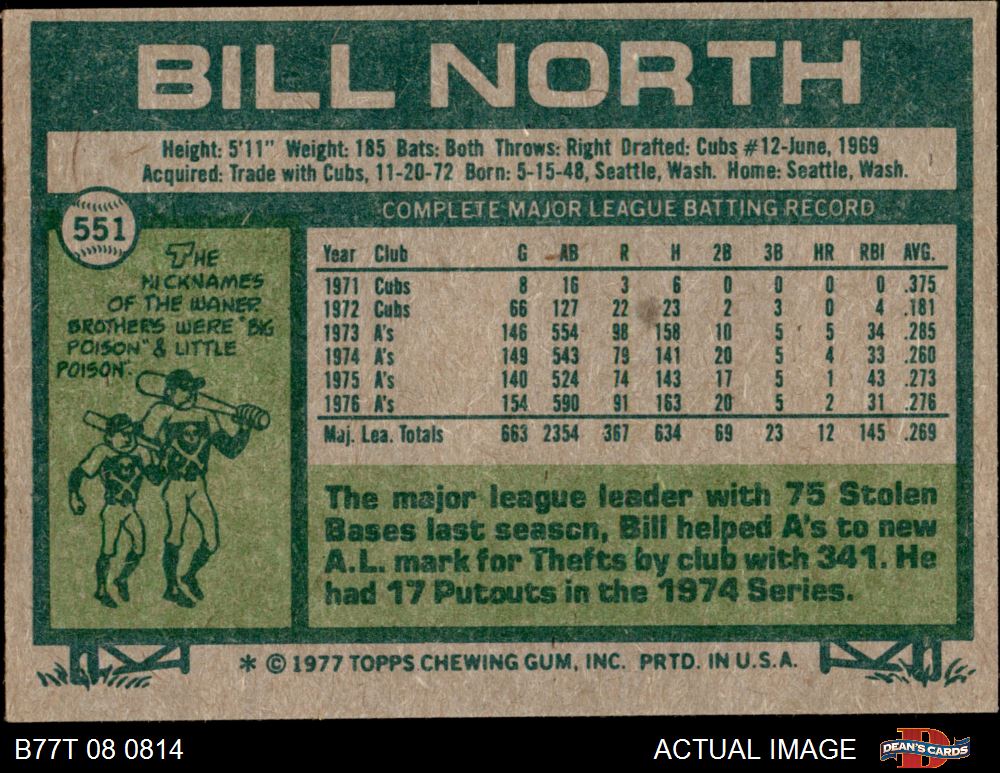 BILL NORTH
Height: 5'11" Weight: 185 Bats: Both Throws: Right Drafted: Cubs #12-June, 1969
Acquired: Trade with Cubs, 11-20-72 Born: 5-15-48, Seattle, Wash. Home: Seattle, Wash.
551
THE
NICKNAMES
OF THE WANER
BROTHERS WERE "BIG
POISON" & LITTLE
POISON.
COMPLETE MAJOR LEAGUE BATTING RECORD
Year Club G AB R H 2B 3B HR RBI AVG.
1971 Cubs 8 16 3 6 0 0 0 0 .375
1972 Cubs 66 127 22 23 2 3 0 4 .181
1973 A's 146 554 98 158 10 5 5 34 .285
1974 A's 149 543 79 141 20 5 4 33 .260
1975 A's 140 524 74 143 17 5 1 43 .273
1976 A's 154 590 91 163 20 5 2 31 .276
Maj. Lea. Totals 663 2354 367 634 69 23 12 145 .269
The major league leader with 75 Stolen
Bases last season, Bill helped A's to new
A.L. mark for Thefts by club with 341. He
had 17 Putouts in the 1974 Series.
* © 1977 TOPPS CHEWING GUM, INC. PRTD. IN U.S.A.
B77T 08 0814 ACTUAL IMAGE DEAN'S CARDS